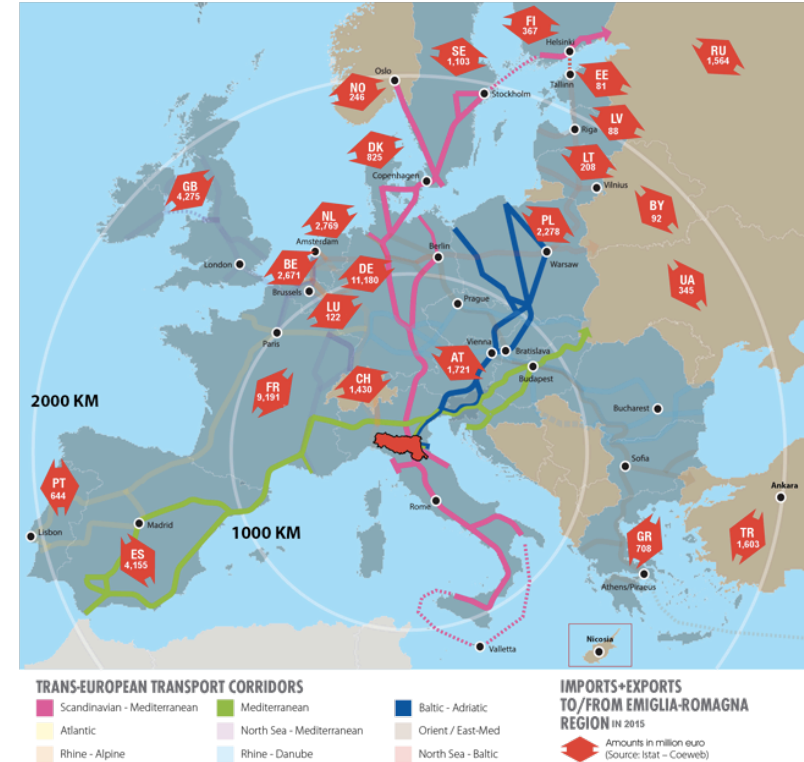 FI
367
Helsinki
SE
1,103
RU
1,564
Oslo
NO
246
Tallinn
EE
81
Stockholm
LV
88
Riga
DK
825
LT
208
Copenhagen
Vilnius
GB
4,275
BY
92
NL
2,769
PL
2,278
Amsterdam
Berlin
Warsaw
London
BE
2,671
DE
11,180
UA
345
Brussels
Prague
LU
122
Paris
Vienna
Bratislava
AT
1,721
Budapest
CH
1,430
FR
9,191
2000 KM
Bucharest
Sofia
PT
644
Ankara
Rome
Lisbon
Madrid
1000 KM
ES
4,155
GR
708
TR
1,603
Athens/Piraeus
Nicosia
Valletta
TRANS-EUROPEAN TRANSPORT CORRIDORS
Scandinavian - Mediterranean
Mediterranean
Baltic - Adriatic
Atlantic
North Sea - Mediterranean
Orient / East-Med
Rhine - Alpine
Rhine - Danube
North Sea - Baltic
IMPORTS+EXPORTS
TO/FROM EMIGLIA-ROMAGNA
REGION IN 2015
Amounts in million euro
(Source: Istat – Coeweb)